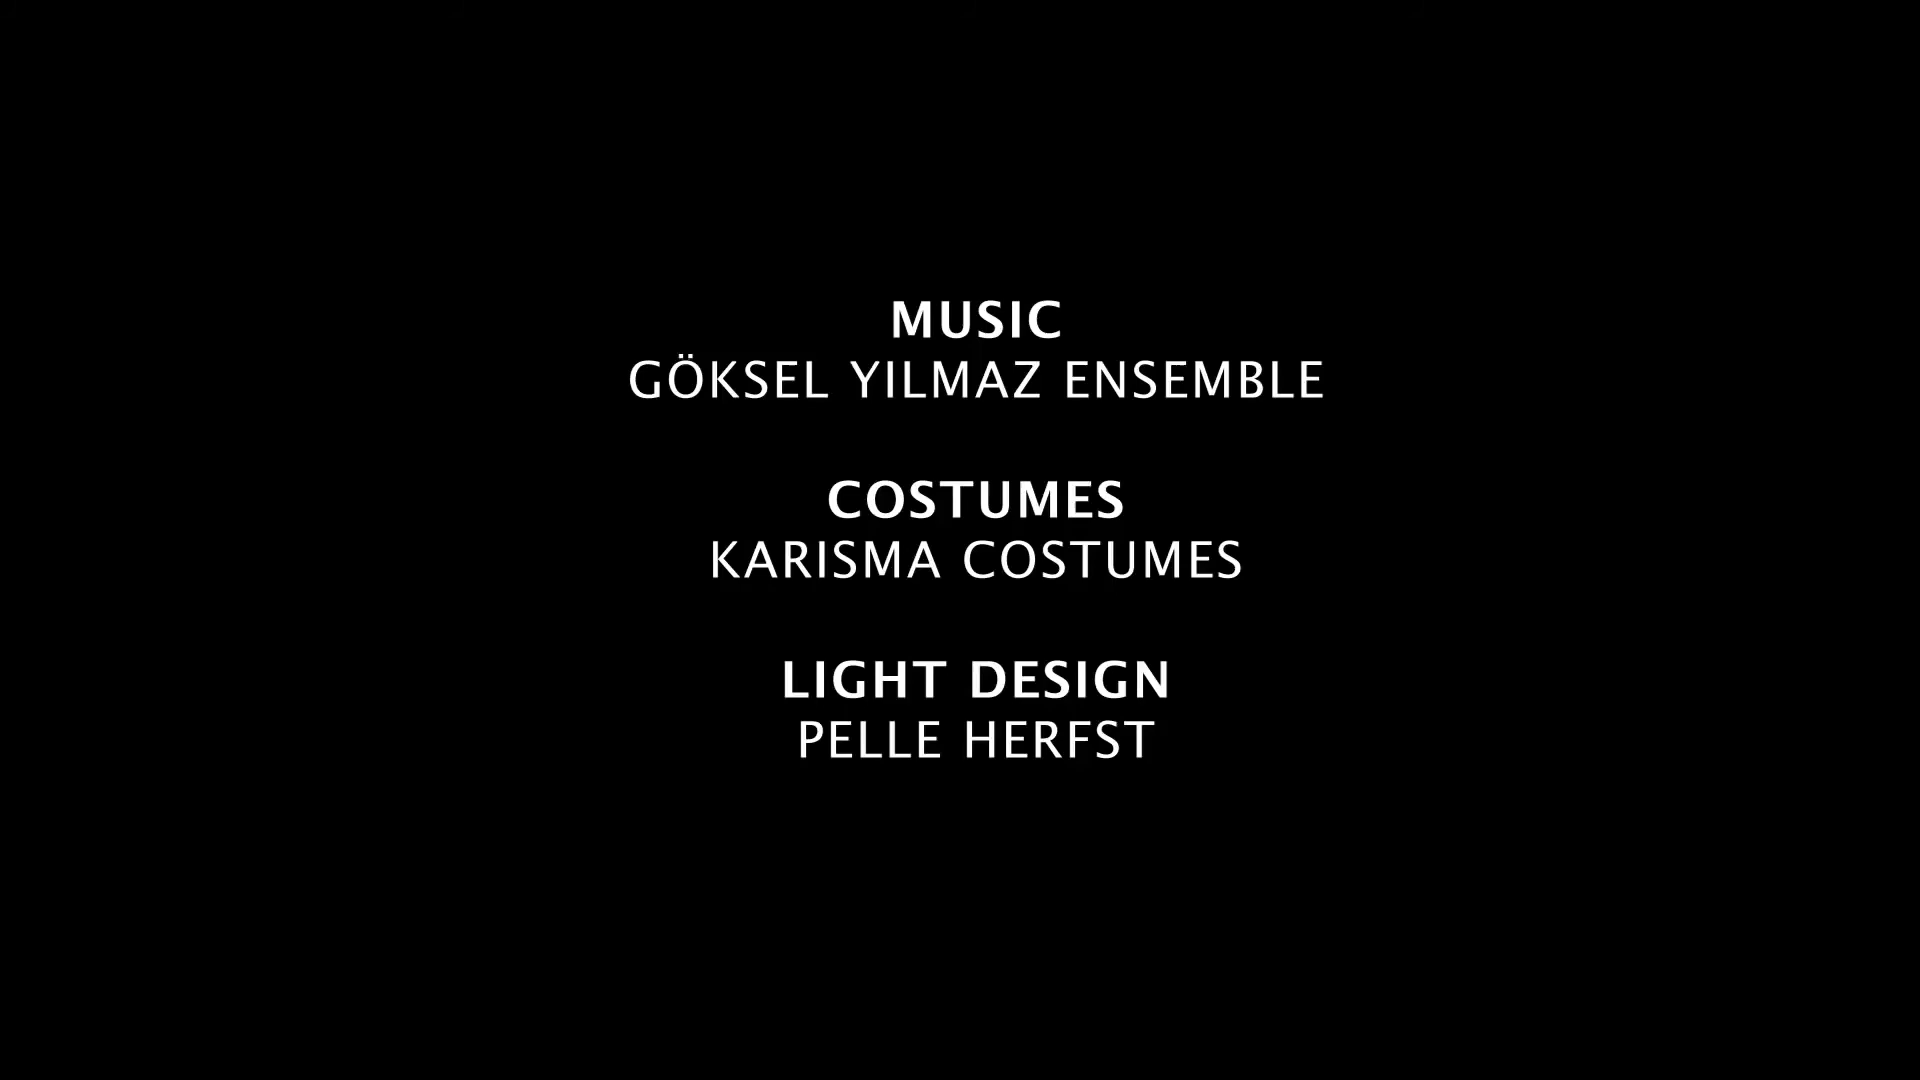 MUSIC
GÖKSEL YILMAZ ENSEMBLE
COSTUMES
KARISMA COSTUMES
LIGHT DESIGN
PELLE HERFST